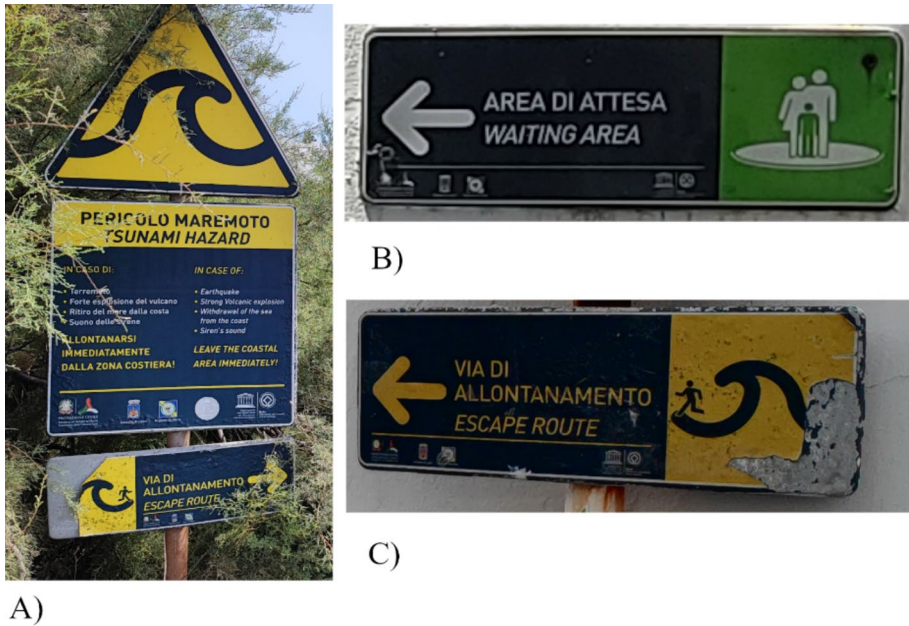 PERICOLO MAREMOTO
TSUNAMI HAZARD
IN CASO DI:
Terremoto
Forte esplosione del vulcano
Ritiro del mare dalla costa
Suono delle sirene
ALLONTANARSI
IMMEDIATAMENTE
DALLA ZONA COSTIERA!
IN CASE OF:
Earthquake
Strong Volcanic explosion
Withdrawal of the sea
from the coast
Siren's sound
LEAVE THE COASTAL
AREA IMMEDIATELY!
PROTEZIONE CIVILE
VIA DI
ALLONTANAMENTO
ESCAPE ROUTE
A)
AREA DI ATTESA
WAITING AREA
B)
VIA DI
ALLONTANAMENTO
ESCAPE ROUTE
C)